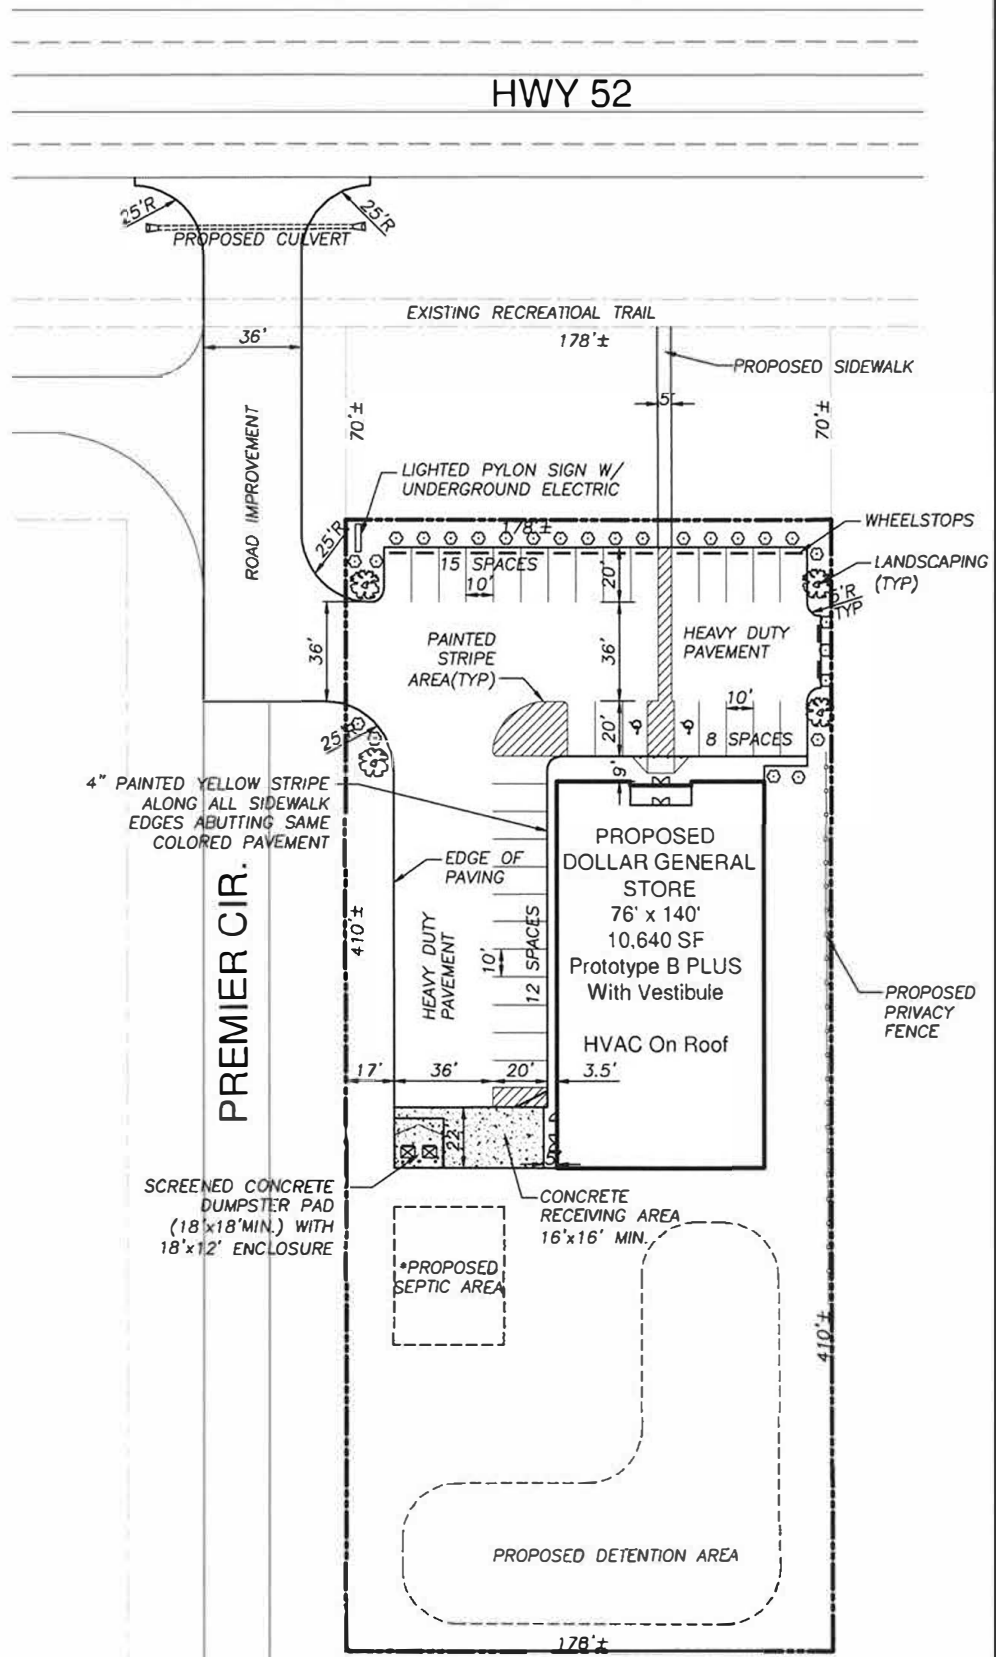 HWY 52
25'R
25'R
PROPOSED CULVERT
EXISTING RECREATIOAL TRAIL
178'±
36'
PROPOSED SIDEWALK
5'
70'±
70'±
ROAD IMPROVEMENT
LIGHTED PYLON SIGN W/
UNDERGROUND ELECTRIC
178'±
WHEELSTOPS
25'R
15 SPACES
20'
10'
LANDSCAPING
(TYP)
5'R
TYP
36'
PAINTED
STRIPE
AREA(TYP)
36'
HEAVY DUTY
PAVEMENT
10'
20'
8 SPACES
25'R
9'
4" PAINTED YELLOW STRIPE
ALONG ALL SIDEWALK
EDGES ABUTTING SAME
COLORED PAVEMENT
EDGE OF
PAVING
PROPOSED
DOLLAR GENERAL
STORE
76' x 140'
10,640 SF
Prototype B PLUS
With Vestibule
HVAC On Roof
PREMIER CIR.
410'±
HEAVY DUTY
PAVEMENT
10'
12 SPACES
PROPOSED
PRIVACY
FENCE
17'
36'
20'
3.5'
22'
5'
SCREENED CONCRETE
DUMPSTER PAD
(18'x18'MIN.) WITH
18'x12' ENCLOSURE
CONCRETE
RECEIVING AREA
16'x16' MIN.
*PROPOSED
SEPTIC AREA
410'±
PROPOSED DETENTION AREA
178'±